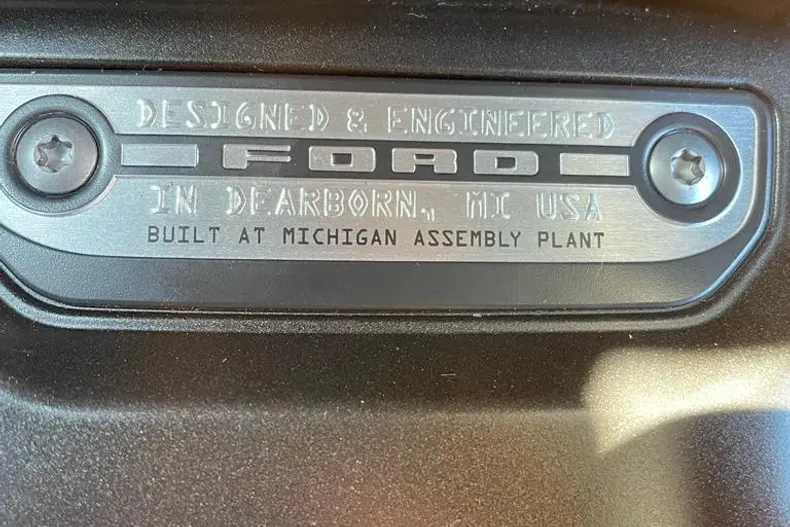 DESIGNED & ENGINEERED
FORD
IN DEARBORN, MI USA
BUILT AT MICHIGAN ASSEMBLY PLANT